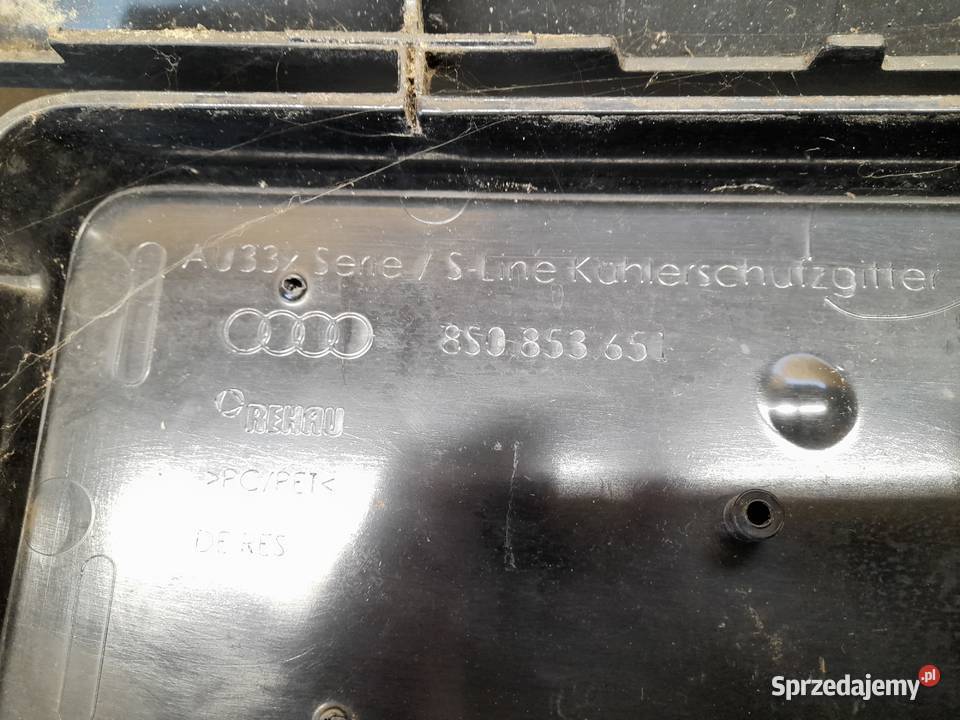 AU33x Serie / S-Line Kühlerschutzgitter
8S0 853 651
REHAU
>PC/PET<
DE RES
Sprzedajemy.pl